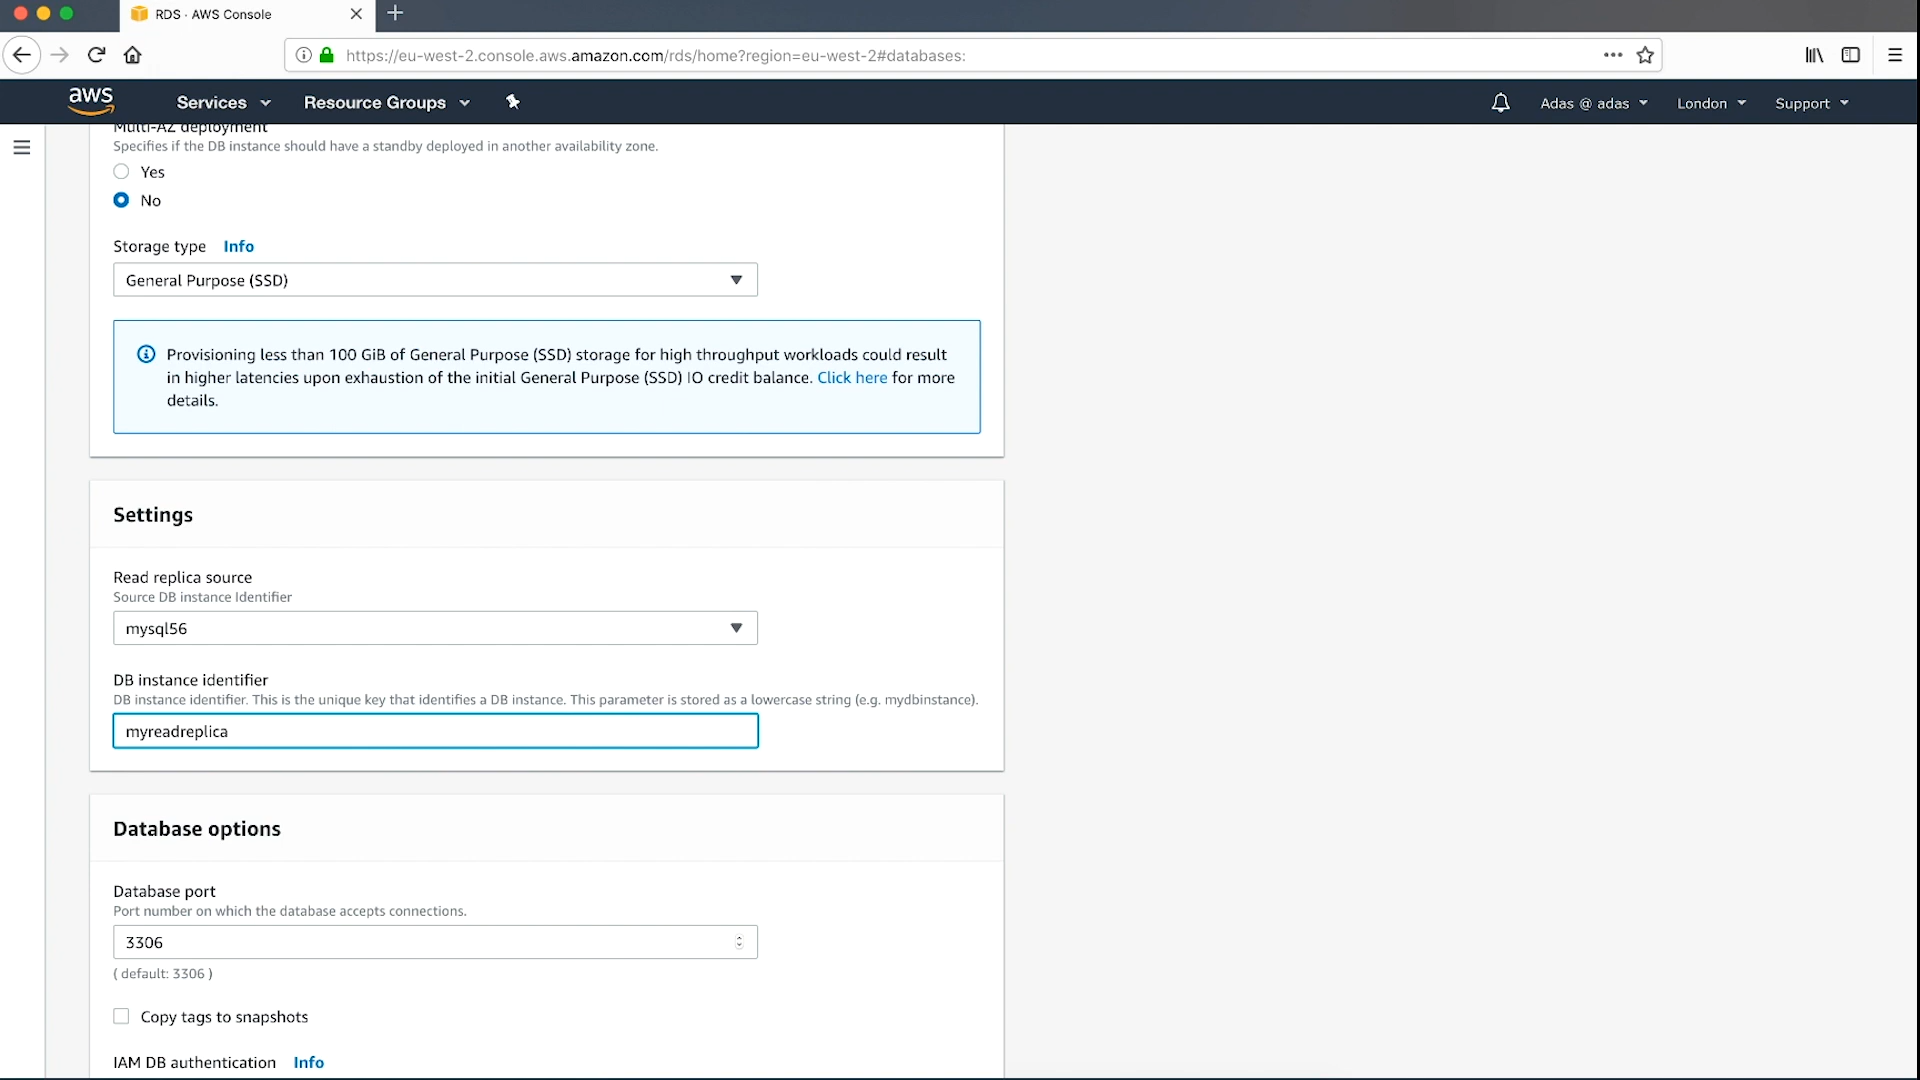 RDS · AWS Console
https://eu-west-2.console.aws.amazon.com/rds/home?region=eu-west-2#databases:
aws Services Resource Groups Adas @ adas London Support
Multi-AZ deployment
Specifies if the DB instance should have a standby deployed in another availability zone.
Yes
No
Storage type Info
General Purpose (SSD)
Provisioning less than 100 GiB of General Purpose (SSD) storage for high throughput workloads could result
in higher latencies upon exhaustion of the initial General Purpose (SSD) IO credit balance. Click here for more
details.
Settings
Read replica source
Source DB instance Identifier
mysql56
DB instance identifier
DB instance identifier. This is the unique key that identifies a DB instance. This parameter is stored as a lowercase string (e.g. mydbinstance).
myreadreplica
Database options
Database port
Port number on which the database accepts connections.
3306
( default: 3306 )
Copy tags to snapshots
IAM DB authentication Info